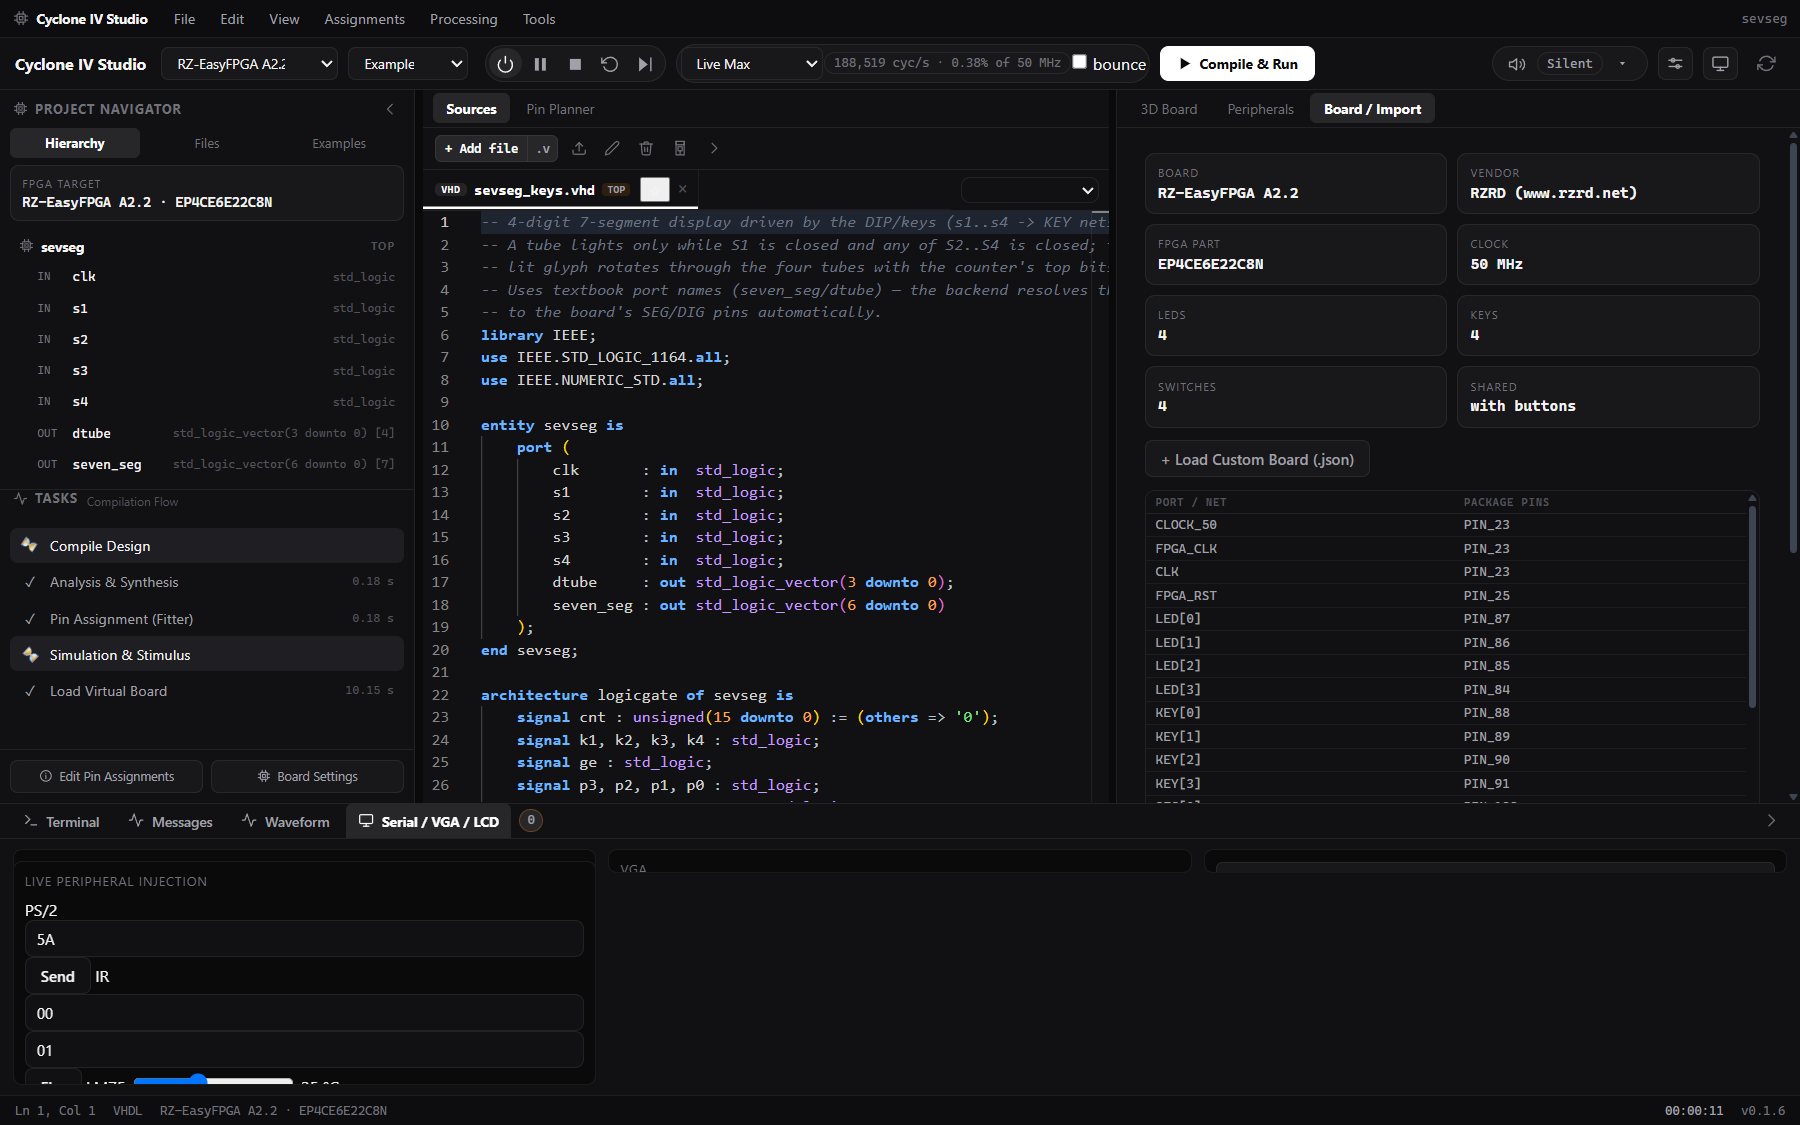 Cyclone IV Studio File Edit View Assignments Processing Tools sevseg
Cyclone IV Studio RZ-EasyFPGA A2.2 Example Live Max 188,519 cyc/s · 0.38% of 50 MHz bounce Compile & Run Silent
PROJECT NAVIGATOR
Hierarchy Files Examples
FPGA TARGET
RZ-EasyFPGA A2.2 · EP4CE6E22C8N
sevseg TOP
IN clk std_logic
IN s1 std_logic
IN s2 std_logic
IN s3 std_logic
IN s4 std_logic
OUT dtube std_logic_vector(3 downto 0) [4]
OUT seven_seg std_logic_vector(6 downto 0) [7]
TASKS Compilation Flow
Compile Design
✓ Analysis & Synthesis 0.18 s
✓ Pin Assignment (Fitter) 0.18 s
Simulation & Stimulus
✓ Load Virtual Board 10.15 s
Edit Pin Assignments Board Settings
Sources Pin Planner
+ Add file .v
VHD sevseg_keys.vhd TOP ×
1 -- 4-digit 7-segment display driven by the DIP/keys (s1..s4 -> KEY net
2 -- A tube lights only while S1 is closed and any of S2..S4 is closed;
3 -- lit glyph rotates through the four tubes with the counter's top bit
4 -- Uses textbook port names (seven_seg/dtube) — the backend resolves th
5 -- to the board's SEG/DIG pins automatically.
6 library IEEE;
7 use IEEE.STD_LOGIC_1164.all;
8 use IEEE.NUMERIC_STD.all;
9
10 entity sevseg is
11 port (
12 clk : in std_logic;
13 s1 : in std_logic;
14 s2 : in std_logic;
15 s3 : in std_logic;
16 s4 : in std_logic;
17 dtube : out std_logic_vector(3 downto 0);
18 seven_seg : out std_logic_vector(6 downto 0)
19 );
20 end sevseg;
21
22 architecture logicgate of sevseg is
23 signal cnt : unsigned(15 downto 0) := (others => '0');
24 signal k1, k2, k3, k4 : std_logic;
25 signal ge : std_logic;
26 signal p3, p2, p1, p0 : std_logic;
3D Board Peripherals Board / Import
BOARD
RZ-EasyFPGA A2.2
VENDOR
RZRD (www.rzrd.net)
FPGA PART
EP4CE6E22C8N
CLOCK
50 MHz
LEDS
4
KEYS
4
SWITCHES
4
SHARED
with buttons
+ Load Custom Board (.json)
PORT / NET PACKAGE PINS
CLOCK_50 PIN_23
FPGA_CLK PIN_23
CLK PIN_23
FPGA_RST PIN_25
LED[0] PIN_87
LED[1] PIN_86
LED[2] PIN_85
LED[3] PIN_84
KEY[0] PIN_88
KEY[1] PIN_89
KEY[2] PIN_90
KEY[3] PIN_91
Terminal Messages Waveform Serial / VGA / LCD 0
LIVE PERIPHERAL INJECTION
PS/2
5A
Send IR
00
01
VGA
Ln 1, Col 1 VHDL RZ-EasyFPGA A2.2 · EP4CE6E22C8N 00:00:11 v0.1.6